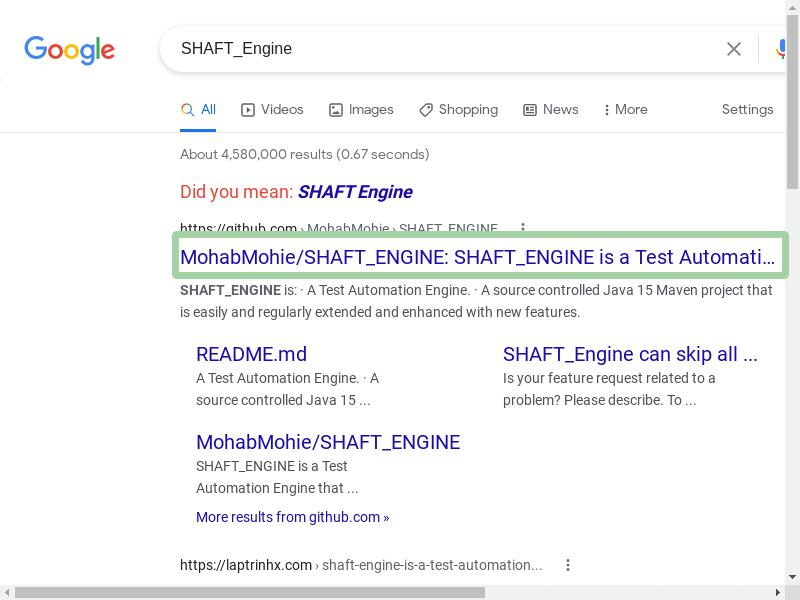 Google
SHAFT_Engine
All Videos Images Shopping News More Settings
About 4,580,000 results (0.67 seconds)
Did you mean: SHAFT Engine
https://github.com › MohabMohie › SHAFT_ENGINE
MohabMohie/SHAFT_ENGINE: SHAFT_ENGINE is a Test Automati...
SHAFT_ENGINE is: · A Test Automation Engine. · A source controlled Java 15 Maven project that
is easily and regularly extended and enhanced with new features.
README.md
A Test Automation Engine. · A
source controlled Java 15 ...
SHAFT_Engine can skip all ...
Is your feature request related to a
problem? Please describe. To ...
MohabMohie/SHAFT_ENGINE
SHAFT_ENGINE is a Test
Automation Engine that ...
More results from github.com »
https://laptrinhx.com › shaft-engine-is-a-test-automation...